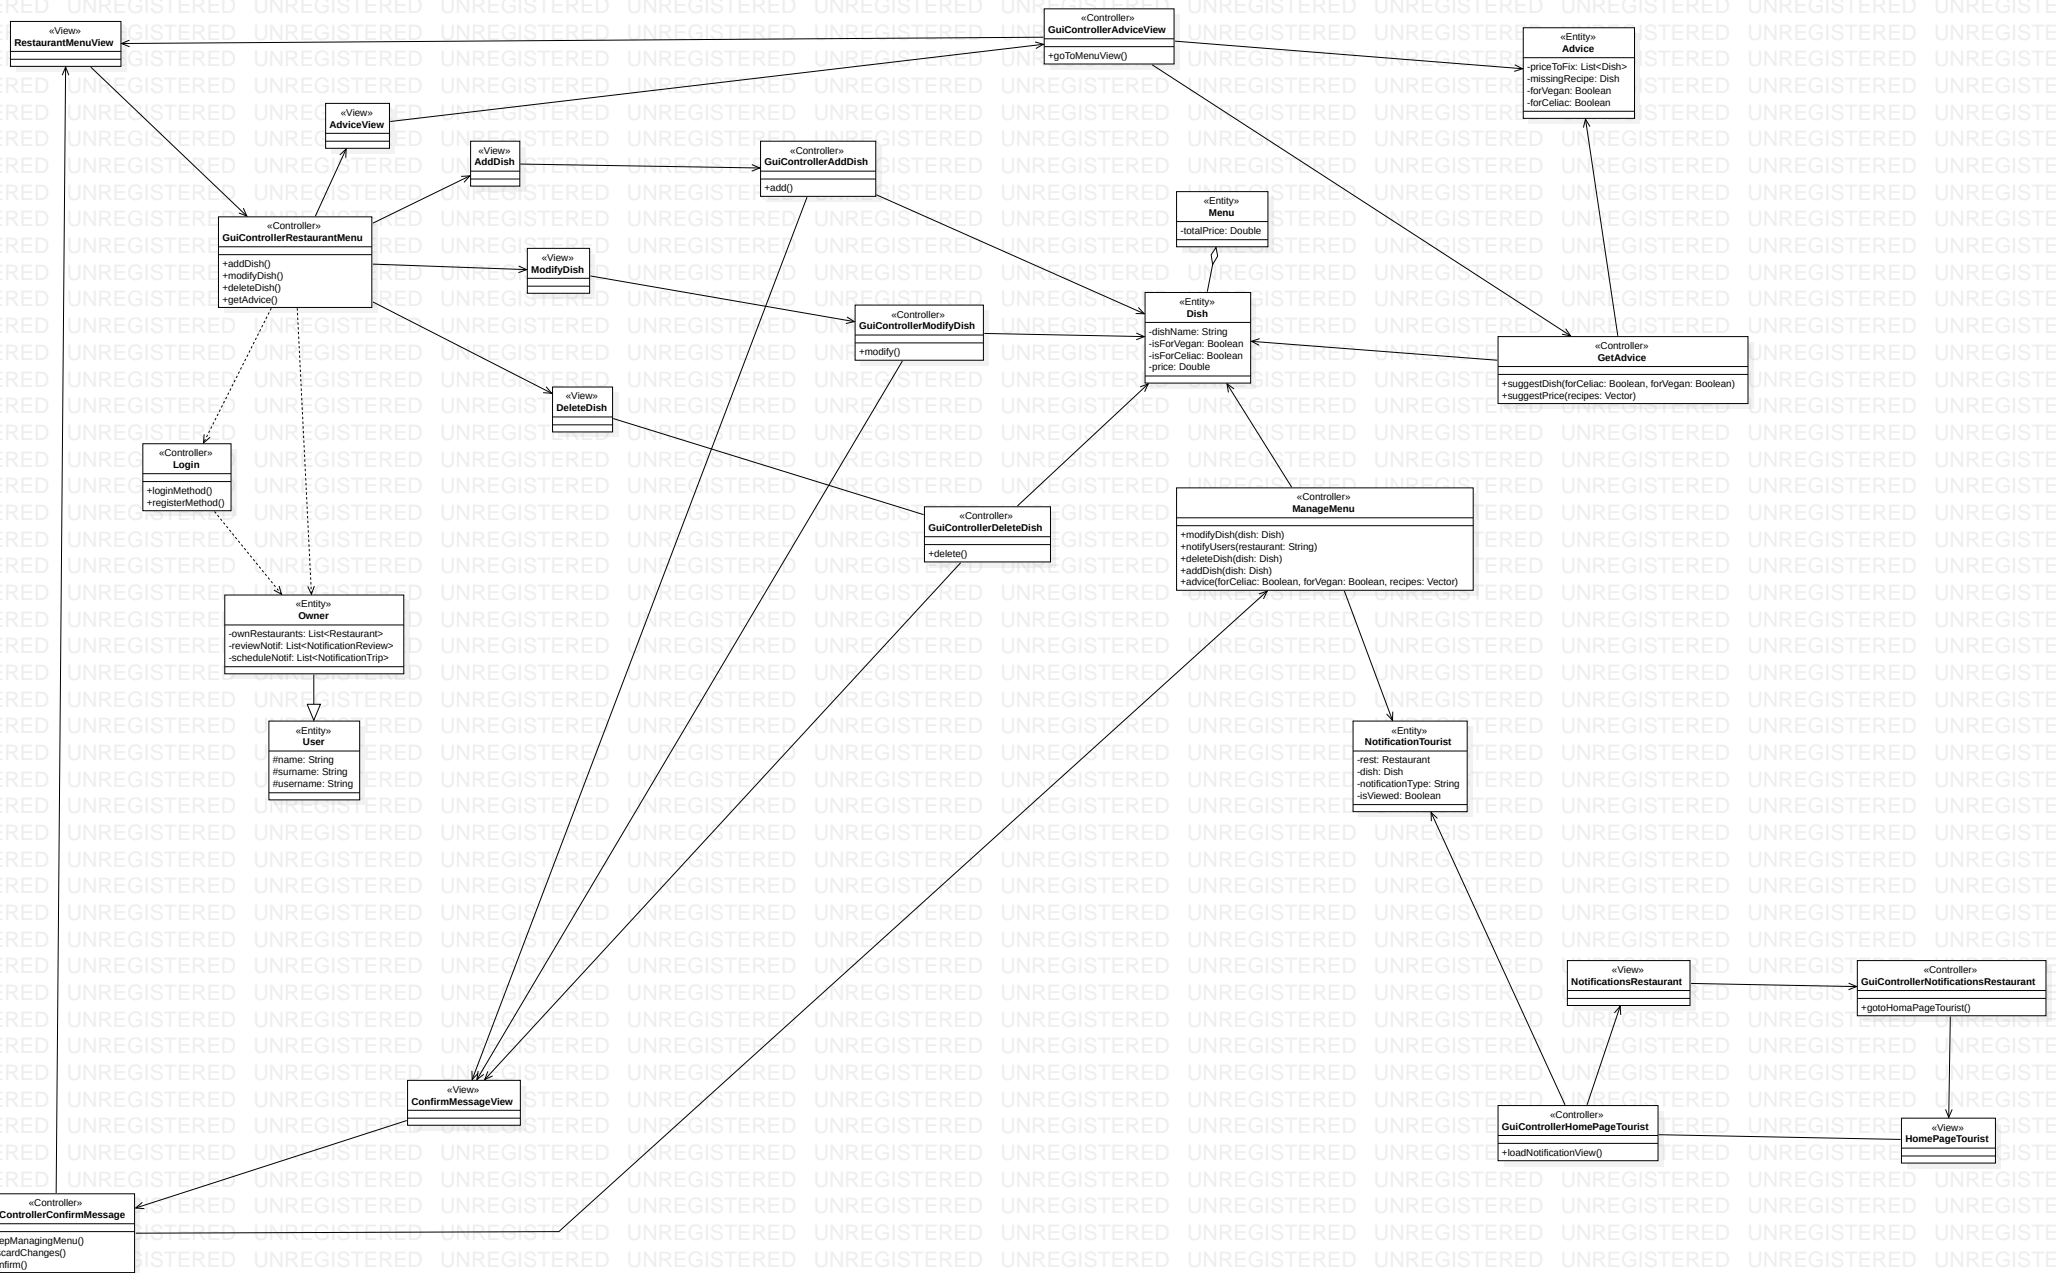 «View»
RestaurantMenuView
«Controller»
GuiControllerAdviceView
+goToMenuView()
«Entity»
Advice
-priceToFix: List<Dish>
-missingRecipe: Dish
-forVegan: Boolean
-forCeliac: Boolean
«View»
AdviceView
«View»
AddDish
«Controller»
GuiControllerAddDish
+add()
«Entity»
Menu
-totalPrice: Double
«Controller»
GuiControllerRestaurantMenu
+addDish()
+modifyDish()
+deleteDish()
+getAdvice()
«View»
ModifyDish
«Controller»
GuiControllerModifyDish
+modify()
«Entity»
Dish
-dishName: String
-isForVegan: Boolean
-isForCeliac: Boolean
-price: Double
«Controller»
GetAdvice
+suggestDish(forCeliac: Boolean, forVegan: Boolean)
+suggestPrice(recipes: Vector)
«View»
DeleteDish
«Controller»
Login
+loginMethod()
+registerMethod()
«Controller»
GuiControllerDeleteDish
+delete()
«Controller»
ManageMenu
+modifyDish(dish: Dish)
+notifyUsers(restaurant: String)
+deleteDish(dish: Dish)
+addDish(dish: Dish)
+advice(forCeliac: Boolean, forVegan: Boolean, recipes: Vector)
«Entity»
Owner
-ownRestaurants: List<Restaurant>
-reviewNotif: List<NotificationReview>
-scheduleNotif: List<NotificationTrip>
«Entity»
User
#name: String
#surname: String
#username: String
«Entity»
NotificationTourist
-rest: Restaurant
-dish: Dish
-notificationType: String
-isViewed: Boolean
«View»
NotificationsRestaurant
«Controller»
GuiControllerNotificationsRestaurant
+gotoHomaPageTourist()
«View»
ConfirmMessageView
«Controller»
GuiControllerHomePageTourist
+loadNotificationView()
«View»
HomePageTourist
«Controller»
ControllerConfirmMessage
epManagingMenu()
scardChanges()
nfirm()
UNREGISTERED